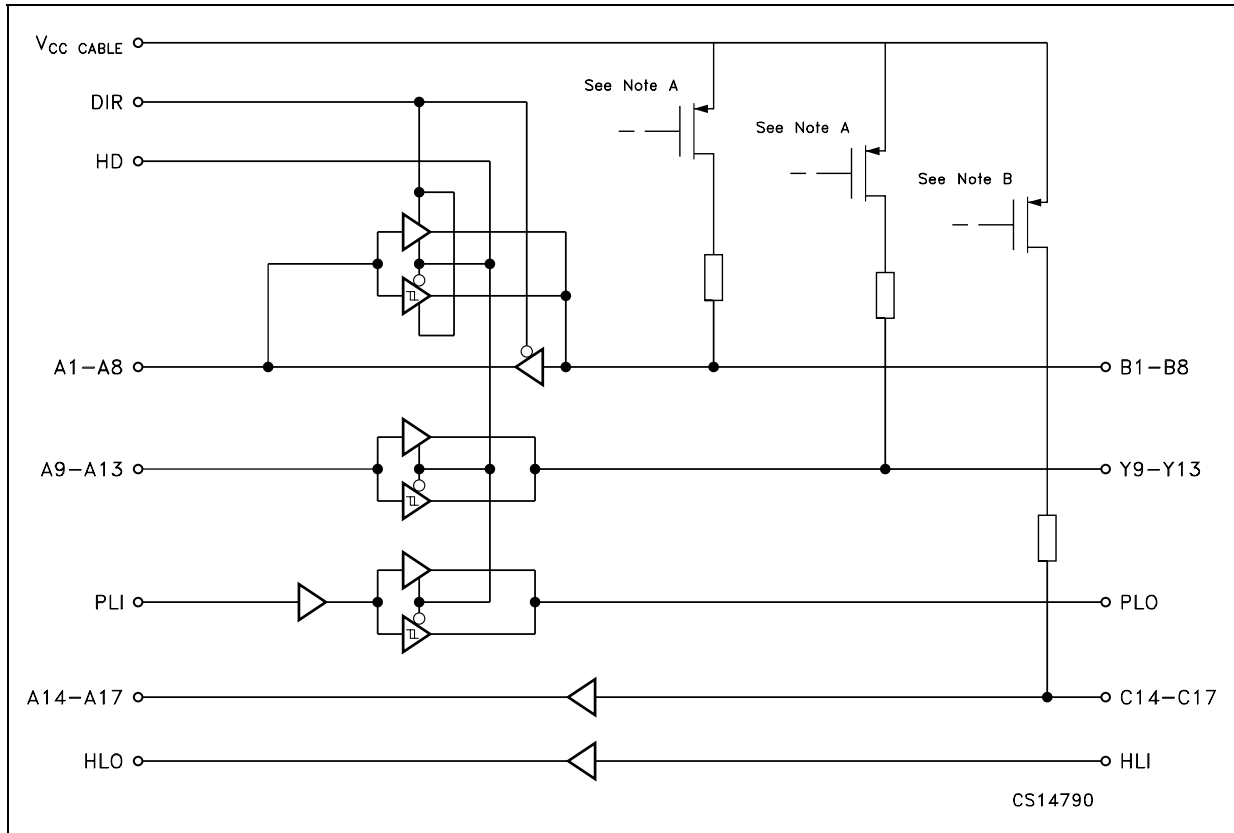 VCC CABLE
DIR
HD
See Note A
See Note A
See Note B
A1-A8
B1-B8
A9-A13
Y9-Y13
PLI
PLO
A14-A17
C14-C17
HLO
HLI
CS14790